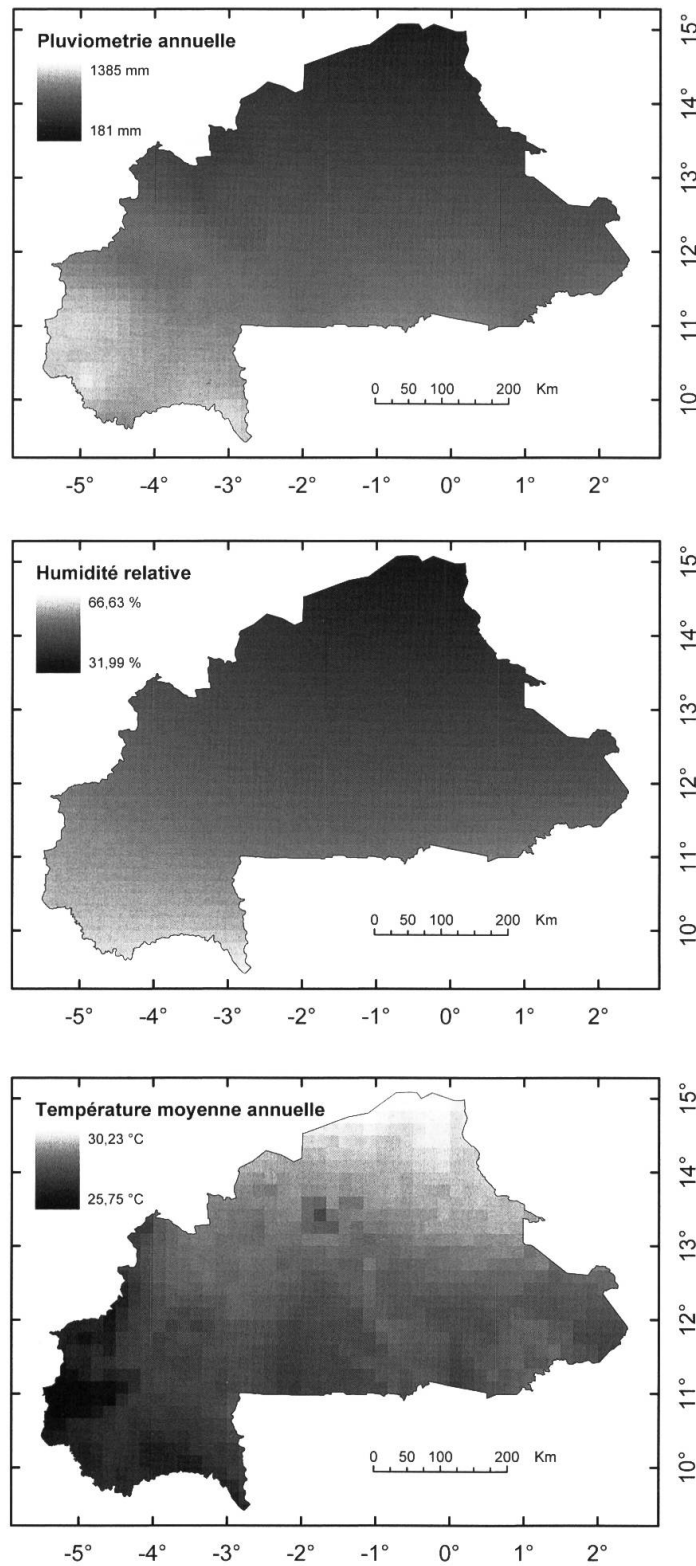 Pluviometrie annuelle
1385 mm
181 mm
15°
14°
13°
12°
11°
10°
0 50 100 200 Km
-5° -4° -3° -2° -1° 0° 1° 2°
Humidité relative
66,63 %
31,99 %
15°
14°
13°
12°
11°
10°
0 50 100 200 Km
-5° -4° -3° -2° -1° 0° 1° 2°
Température moyenne annuelle
30,23 °C
25,75 °C
15°
14°
13°
12°
11°
10°
0 50 100 200 Km
-5° -4° -3° -2° -1° 0° 1° 2°